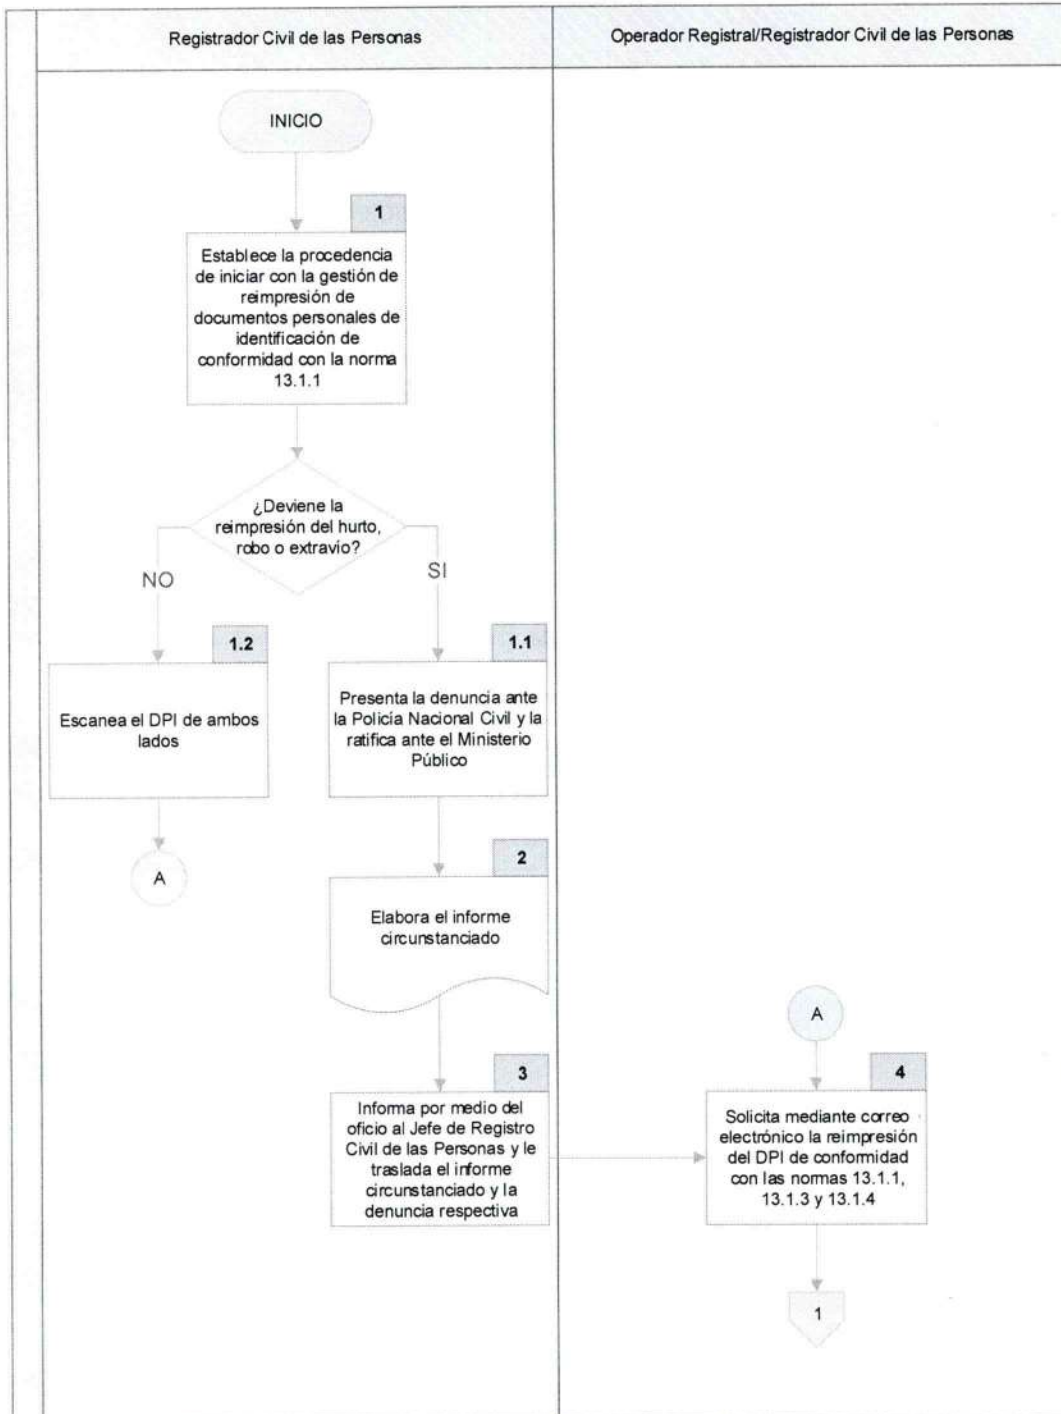 Registrador Civil de las Personas
Operador Registral/Registrador Civil de las Personas
INICIO
1
Establece la procedencia
de iniciar con la gestión de
reimpresión de
documentos personales de
identificación de
conformidad con la norma
13.1.1
¿Deviene la
reimpresión del hurto,
robo o extravío?
NO
SI
1.2
Escanea el DPI de ambos
lados
A
1.1
Presenta la denuncia ante
la Policía Nacional Civil y la
ratifica ante el Ministerio
Público
2
Elabora el informe
circunstanciado
3
Informa por medio del
oficio al Jefe de Registro
Civil de las Personas y le
traslada el informe
circunstanciado y la
denuncia respectiva
A
4
Solicita mediante correo
electrónico la reimpresión
del DPI de conformidad
con las normas 13.1.1,
13.1.3 y 13.1.4
1